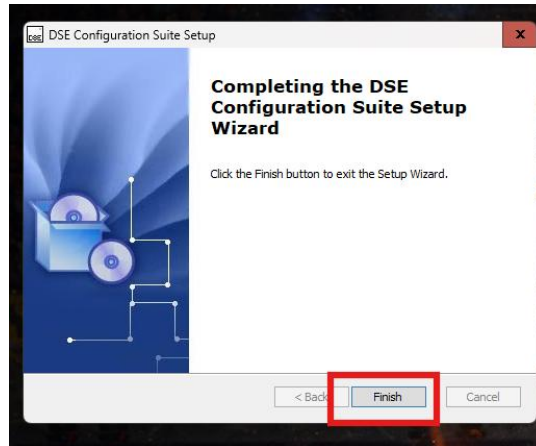 DSE DSE Configuration Suite Setup
Completing the DSE
Configuration Suite Setup
Wizard
Click the Finish button to exit the Setup Wizard.
< Back Finish Cancel